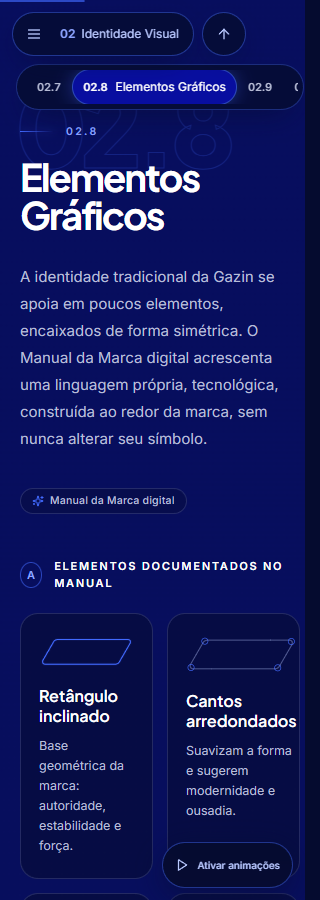 02 Identidade Visual
02.7 02.8 Elementos Gráficos 02.9
02.8
02.8
Elementos
Gráficos
A identidade tradicional da Gazin se
apoia em poucos elementos,
encaixados de forma simétrica. O
Manual da Marca digital acrescenta
uma linguagem própria, tecnológica,
construída ao redor da marca, sem
nunca alterar seu símbolo.
Manual da Marca digital
A ELEMENTOS DOCUMENTADOS NO
MANUAL
Retângulo
inclinado
Base
geométrica da
marca:
autoridade,
estabilidade e
força.
Cantos
arredondados
Suavizam a forma
e sugerem
modernidade e
ousadia.
Ativar animações